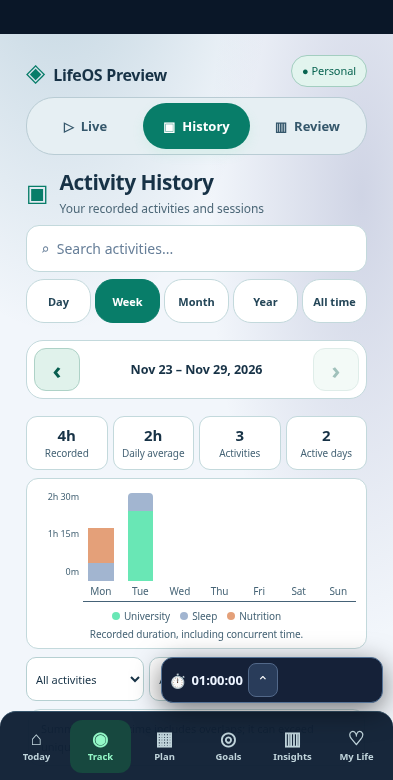 LifeOS Preview
● Personal
Live
History
Review
Activity History
Your recorded activities and sessions
Search activities...
Day
Week
Month
Year
All time
‹
Nov 23 – Nov 29, 2026
›
4h
Recorded
2h
Daily average
3
Activities
2
Active days
2h 30m
1h 15m
0m
Mon Tue Wed Thu Fri Sat Sun
University Sleep Nutrition
Recorded duration, including concurrent time.
All activities
01:00:00
Today
Track
Plan
Goals
Insights
My Life